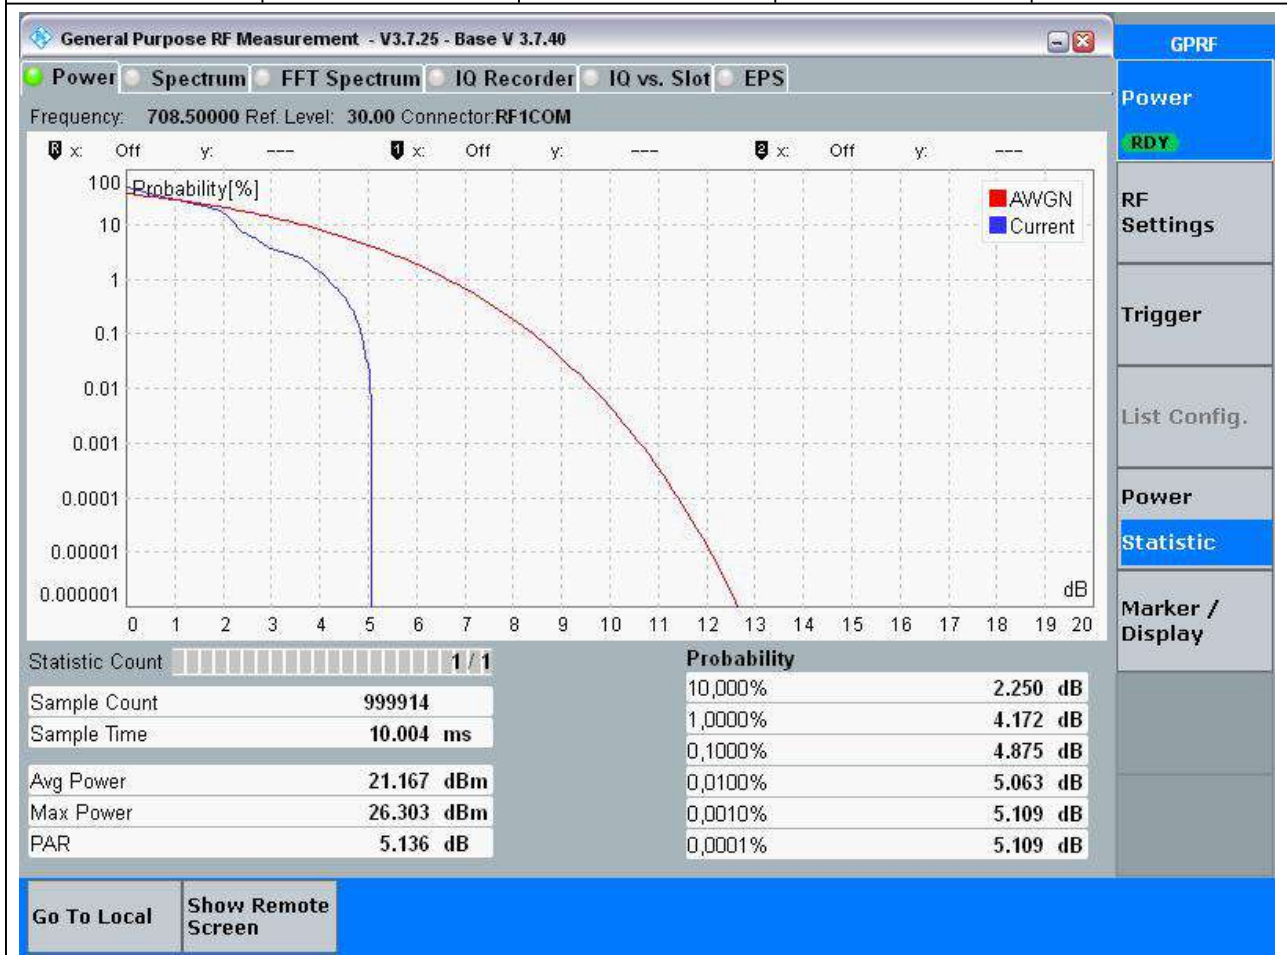 General Purpose RF Measurement - V3.7.25 - Base V 3.7.40
GPRF
Power Spectrum FFT Spectrum IQ Recorder IQ vs. Slot EPS
Frequency: 708.50000 Ref. Level: 30.00 Connector:RF1COM
R x: Off y: --- 1 x: Off y: --- 2 x: Off y: ---
Probability[%]
AWGN
Current
100
10
1
0.1
0.01
0.001
0.0001
0.00001
0.000001
dB
0 1 2 3 4 5 6 7 8 9 10 11 12 13 14 15 16 17 18 19 20
Statistic Count 1 / 1
Sample Count 999914
Sample Time 10.004 ms
Avg Power 21.167 dBm
Max Power 26.303 dBm
PAR 5.136 dB
Probability
10,000% 2.250 dB
1,0000% 4.172 dB
0,1000% 4.875 dB
0,0100% 5.063 dB
0,0010% 5.109 dB
0,0001% 5.109 dB
Power
RDY
RF
Settings
Trigger
List Config.
Power
Statistic
Marker /
Display
Go To Local
Show Remote
Screen